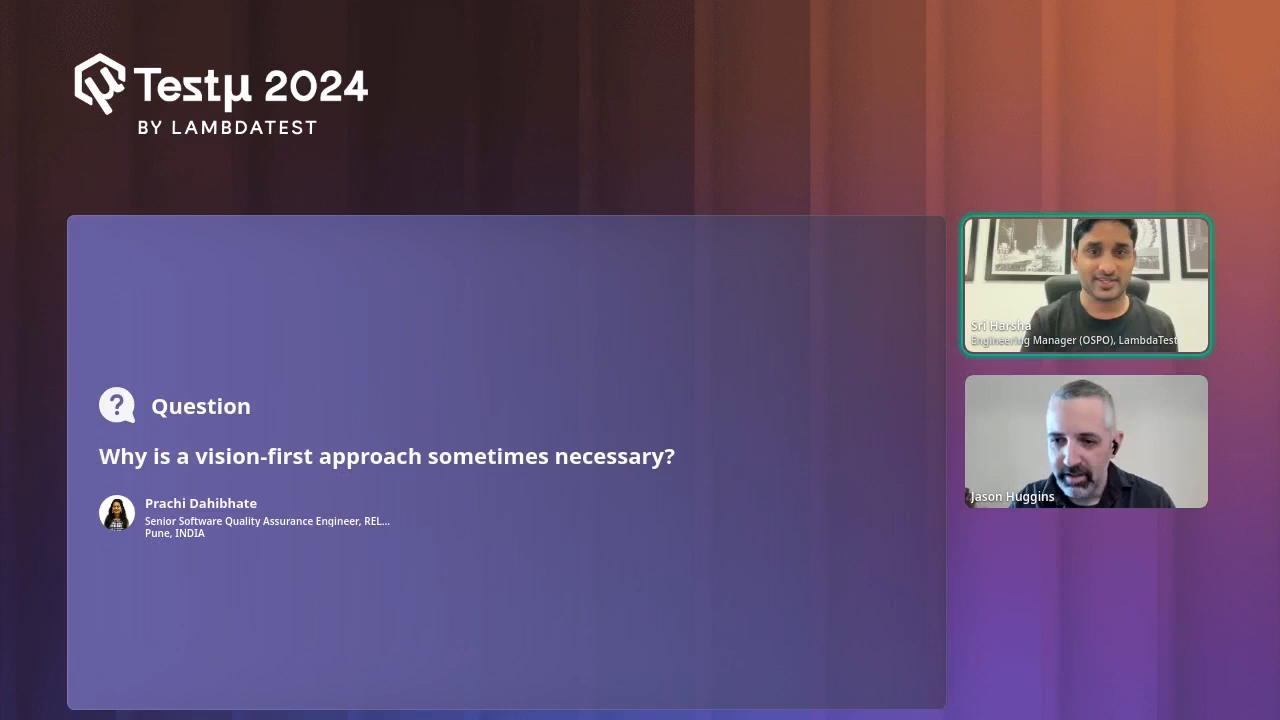 Testμ 2024
BY LAMBDATEST
Question
Why is a vision-first approach sometimes necessary?
Prachi Dahibhate
Senior Software Quality Assurance Engineer, REL...
Pune, INDIA
Sri Harsha
Engineering Manager (OSPO), LambdaTest
Jason Huggins